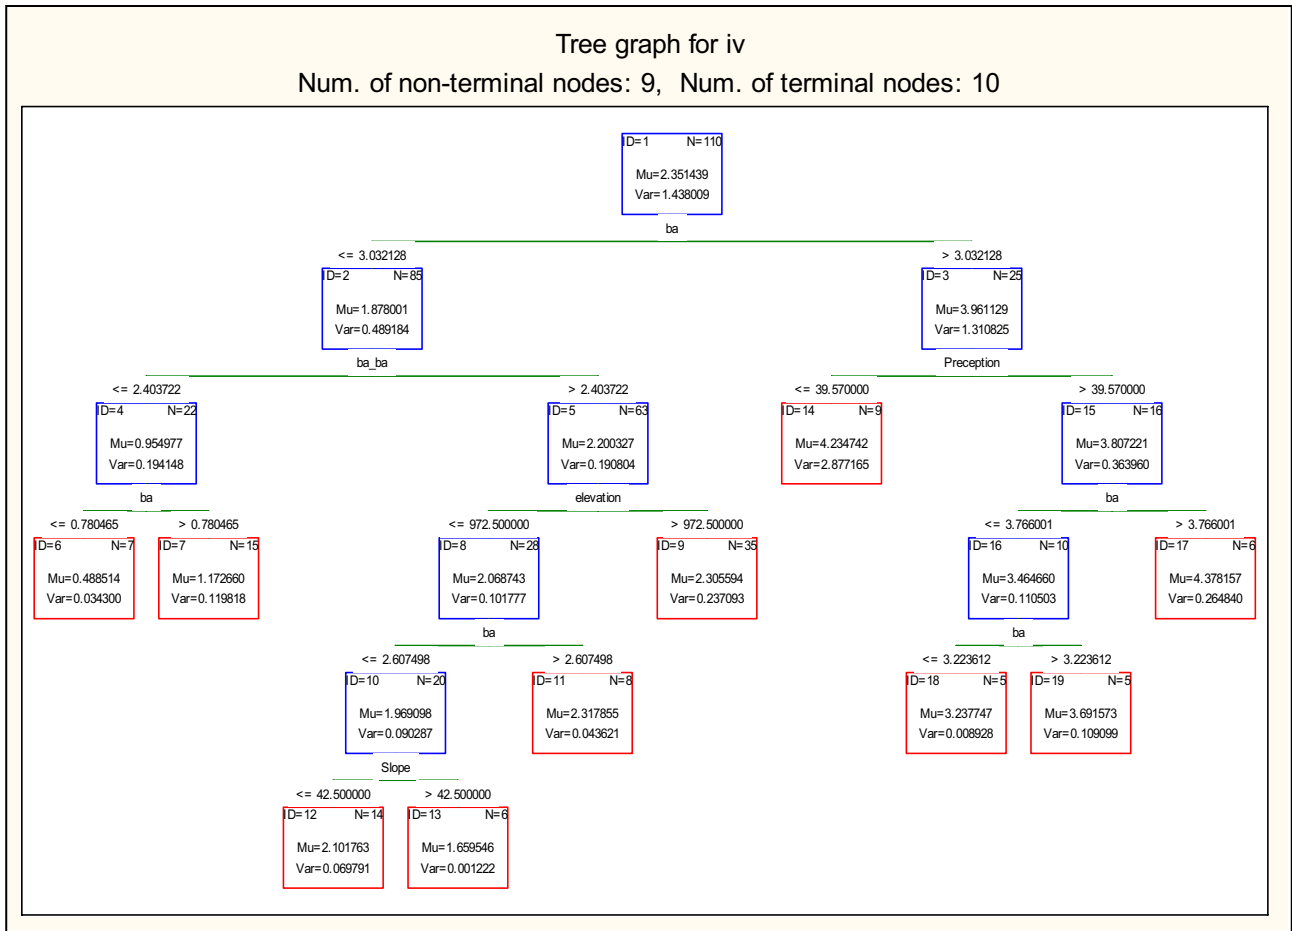 Tree graph for iv
Num. of non-terminal nodes: 9, Num. of terminal nodes: 10
ID=1 N=110
Mu=2.351439
Var=1.438009
ba
<= 3.032128 > 3.032128
ID=2 N=85 ID=3 N=25
Mu=1.878001 Mu=3.961129
Var=0.489184 Var=1.310825
ba_ba Preception
<= 2.403722 > 2.403722 <= 39.570000 > 39.570000
ID=4 N=22 ID=5 N=63 ID=14 N=9 ID=15 N=16
Mu=0.954977 Mu=2.200327 Mu=4.234742 Mu=3.807221
Var=0.194148 Var=0.190804 Var=2.877165 Var=0.363960
ba elevation ba
<= 0.780465 > 0.780465 <= 972.500000 > 972.500000 <= 3.766001 > 3.766001
ID=6 N=7 ID=7 N=15 ID=8 N=28 ID=9 N=35 ID=16 N=10 ID=17 N=6
Mu=0.488514 Mu=1.172660 Mu=2.068743 Mu=2.305594 Mu=3.464660 Mu=4.378157
Var=0.034300 Var=0.119818 Var=0.101777 Var=0.237093 Var=0.110503 Var=0.264840
ba ba
<= 2.607498 > 2.607498 <= 3.223612 > 3.223612
ID=10 N=20 ID=11 N=8 ID=18 N=5 ID=19 N=5
Mu=1.969098 Mu=2.317855 Mu=3.237747 Mu=3.691573
Var=0.090287 Var=0.043621 Var=0.008928 Var=0.109099
Slope
<= 42.500000 > 42.500000
ID=12 N=14 ID=13 N=6
Mu=2.101763 Mu=1.659546
Var=0.069791 Var=0.001222